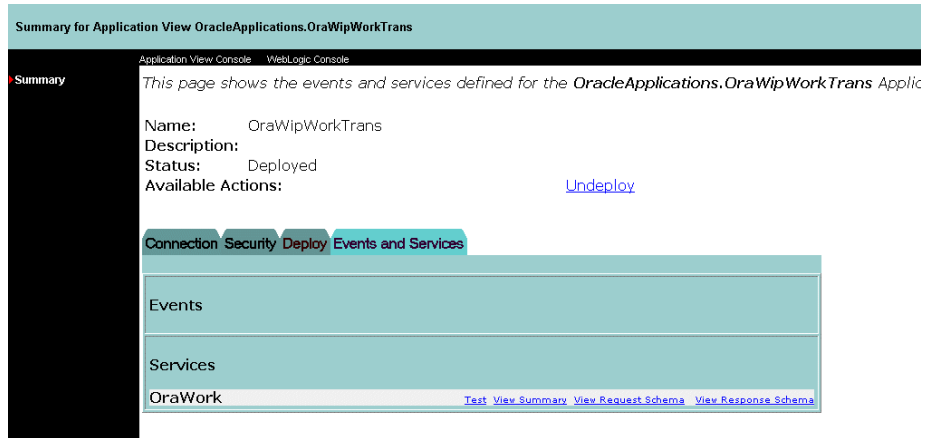 Summary for Application View OracleApplications.OraWipWorkTrans
Application View Console WebLogic Console
Summary
This page shows the events and services defined for the OracleApplications.OraWipWorkTrans Applic
Name: OraWipWorkTrans
Description:
Status: Deployed
Available Actions: Undeploy
Connection Security Deploy Events and Services
Events
Services
OraWork Test View Summary View Request Schema View Response Schema